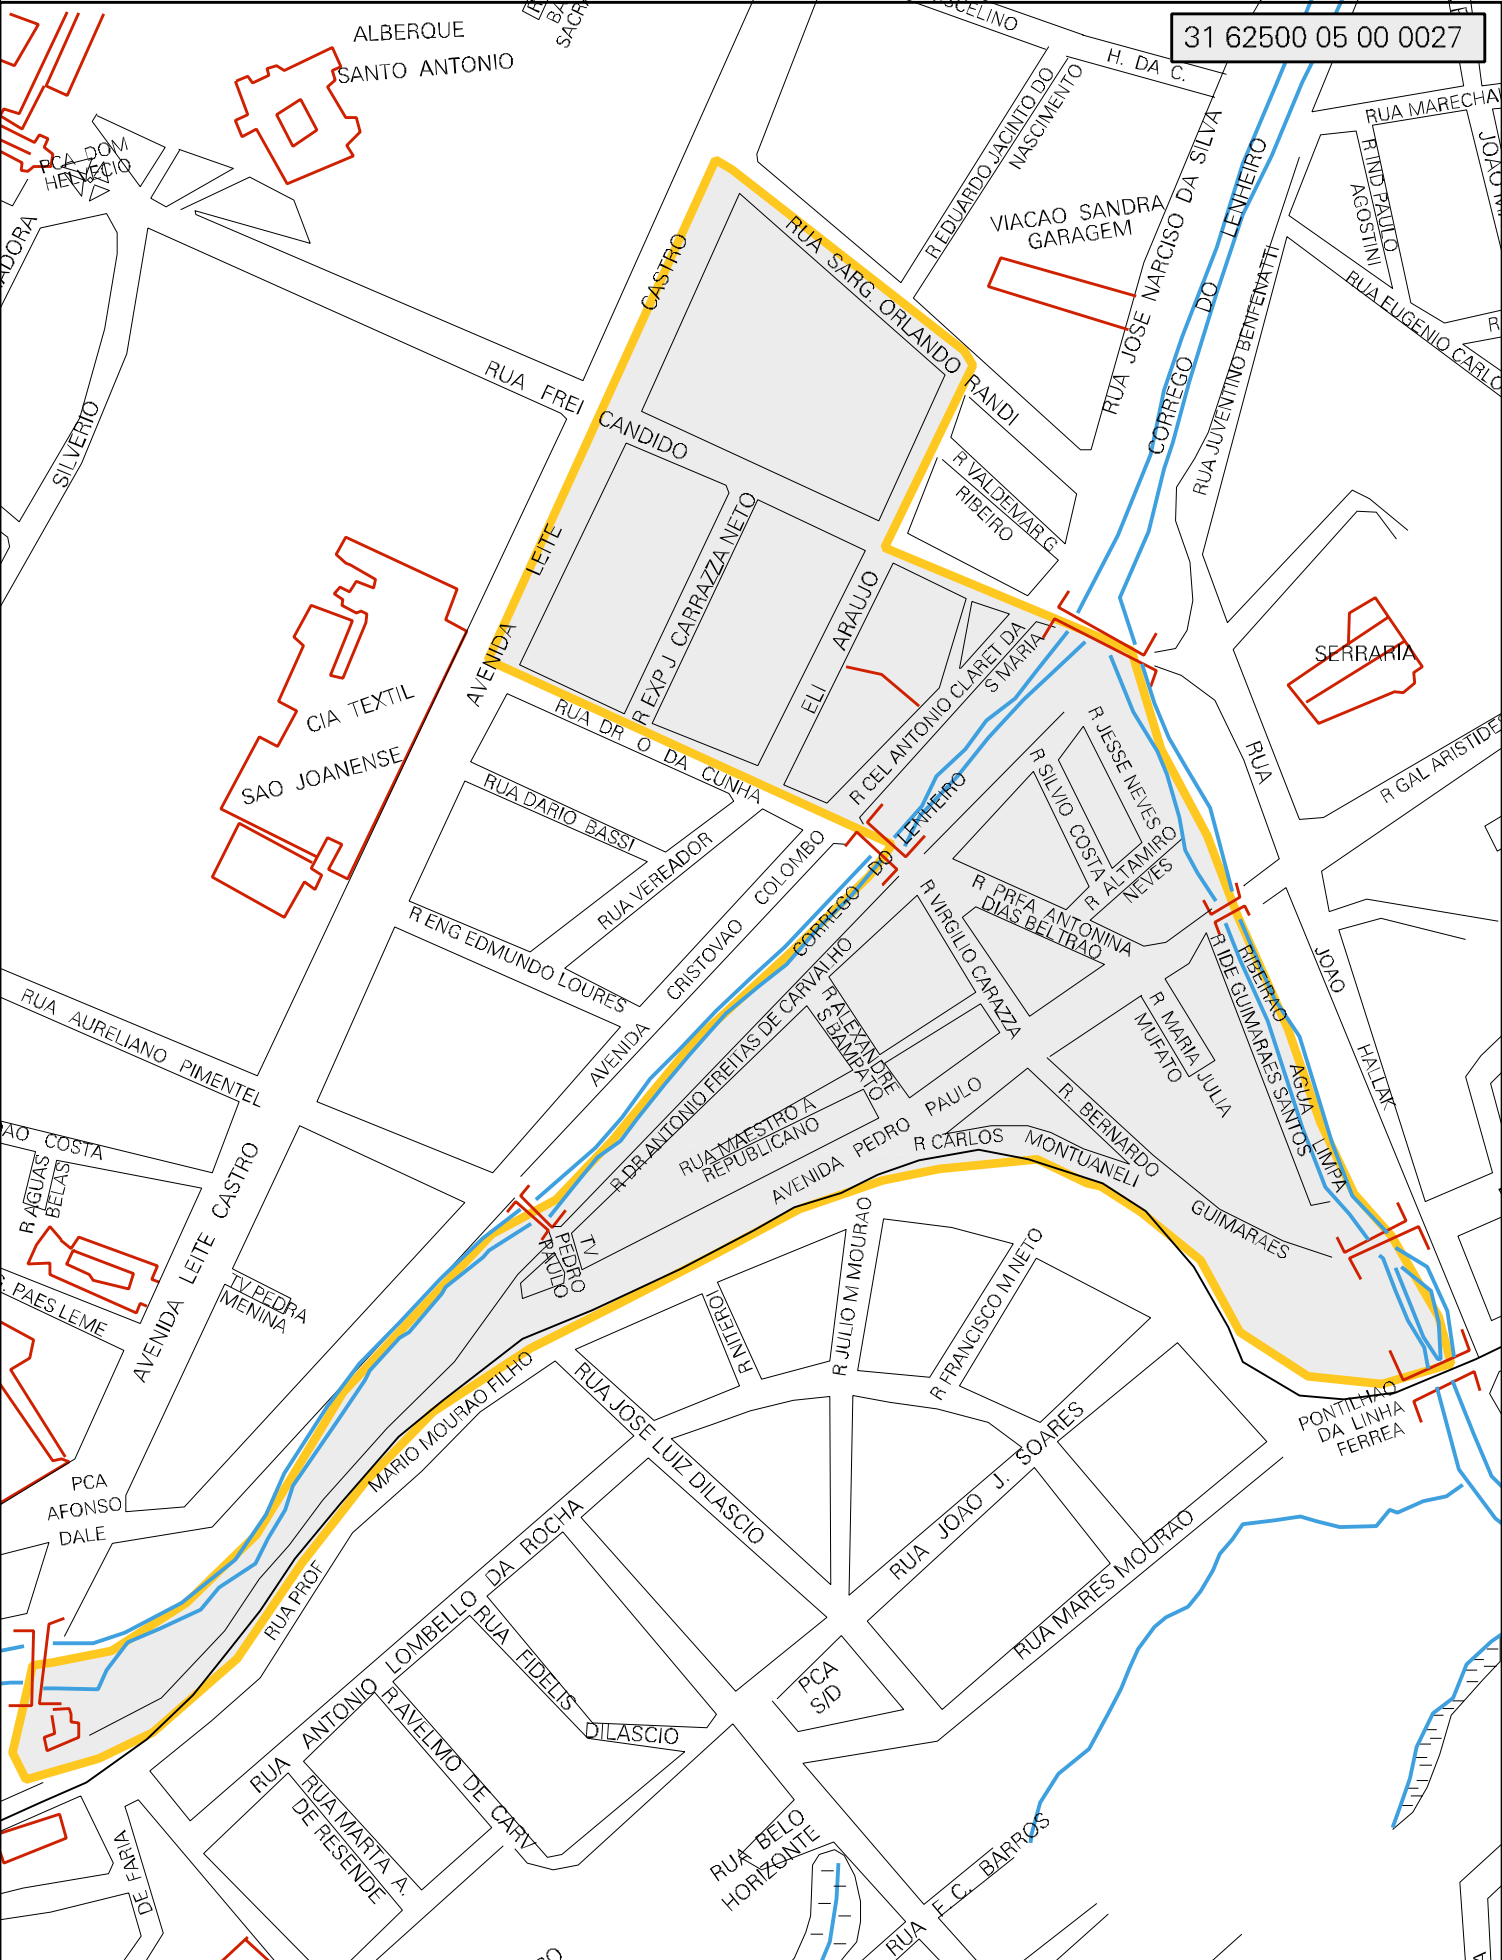 31 62500 05 00 0027
ALBERQUE
SANTO ANTONIO
H. DA C.
RUA MARECHAL
PCA DOM
HELVECIO
R EDUARDO JACINTO DO
NASCIMENTO
VIACAO SANDRA
GARAGEM
RUA JOSE NARCISO DA SILVA
CORREGO DO LENHEIRO
RUA JUVENTINO BENFENATTI
R IND PAULO
AGOSTINI
RUA EUGENIO CARLO
RUA SARG. ORLANDO RANDI
AVENIDA LEITE CASTRO
RUA FREI CANDIDO
SILVERIO
R VALDEMAR G
RIBEIRO
R EXP J CARRAZZA NETO
ELI ARAUJO
R CEL ANTONIO CLARET DA
S MARIA
SERRARIA
CIA TEXTIL
SAO JOANENSE
RUA DR O DA CUNHA
RUA DARIO BASSI
RUA VEREADOR
R ENG EDMUNDO LOURES
AVENIDA CRISTOVAO COLOMBO
CORREGO DO LENHEIRO
R JESSE NEVES
R SILVIO COSTA
R ALTAMIRO
NEVES
R PRFA ANTONINA
DIAS BELTRAO
R GAL ARISTIDES
RUA JOAO HALLAK
R VIRGILIO CARAZZA
R ALEXANDRE
S BAMPATO
R DR ANTONIO FREITAS DE CARVALHO
R IDE GUIMARAES SANTOS
RIBEIRAO AGUA LIMPA
R MARIA JULIA
MUFATO
RUA AURELIANO PIMENTEL
RUA MAESTRO A
REPUBLICANO
AVENIDA PEDRO PAULO
R CARLOS MONTUANELI
R. BERNARDO GUIMARAES
AO COSTA
R AGUAS
BELAS
AVENIDA LEITE CASTRO
TV PEDRA
MENINA
PAES LEME
TV
PEDRO
PAULO
R NITEROI
R JULIO M MOURAO
R FRANCISCO M NETO
RUA PROF MARIO MOURAO FILHO
RUA JOSE LUIZ DILASCIO
RUA JOAO J. SOARES
PONTILHAO
DA LINHA
FERREA
PCA
AFONSO
DALE
RUA ANTONIO LOMBELLO DA ROCHA
RUA FIDELIS DILASCIO
RUA MARES MOURAO
PCA
S/D
R AVELMO DE CARV
RUA MARTA A.
DE RESENDE
DE FARIA
RUA BELO
HORIZONTE
RUA F. C. BARROS